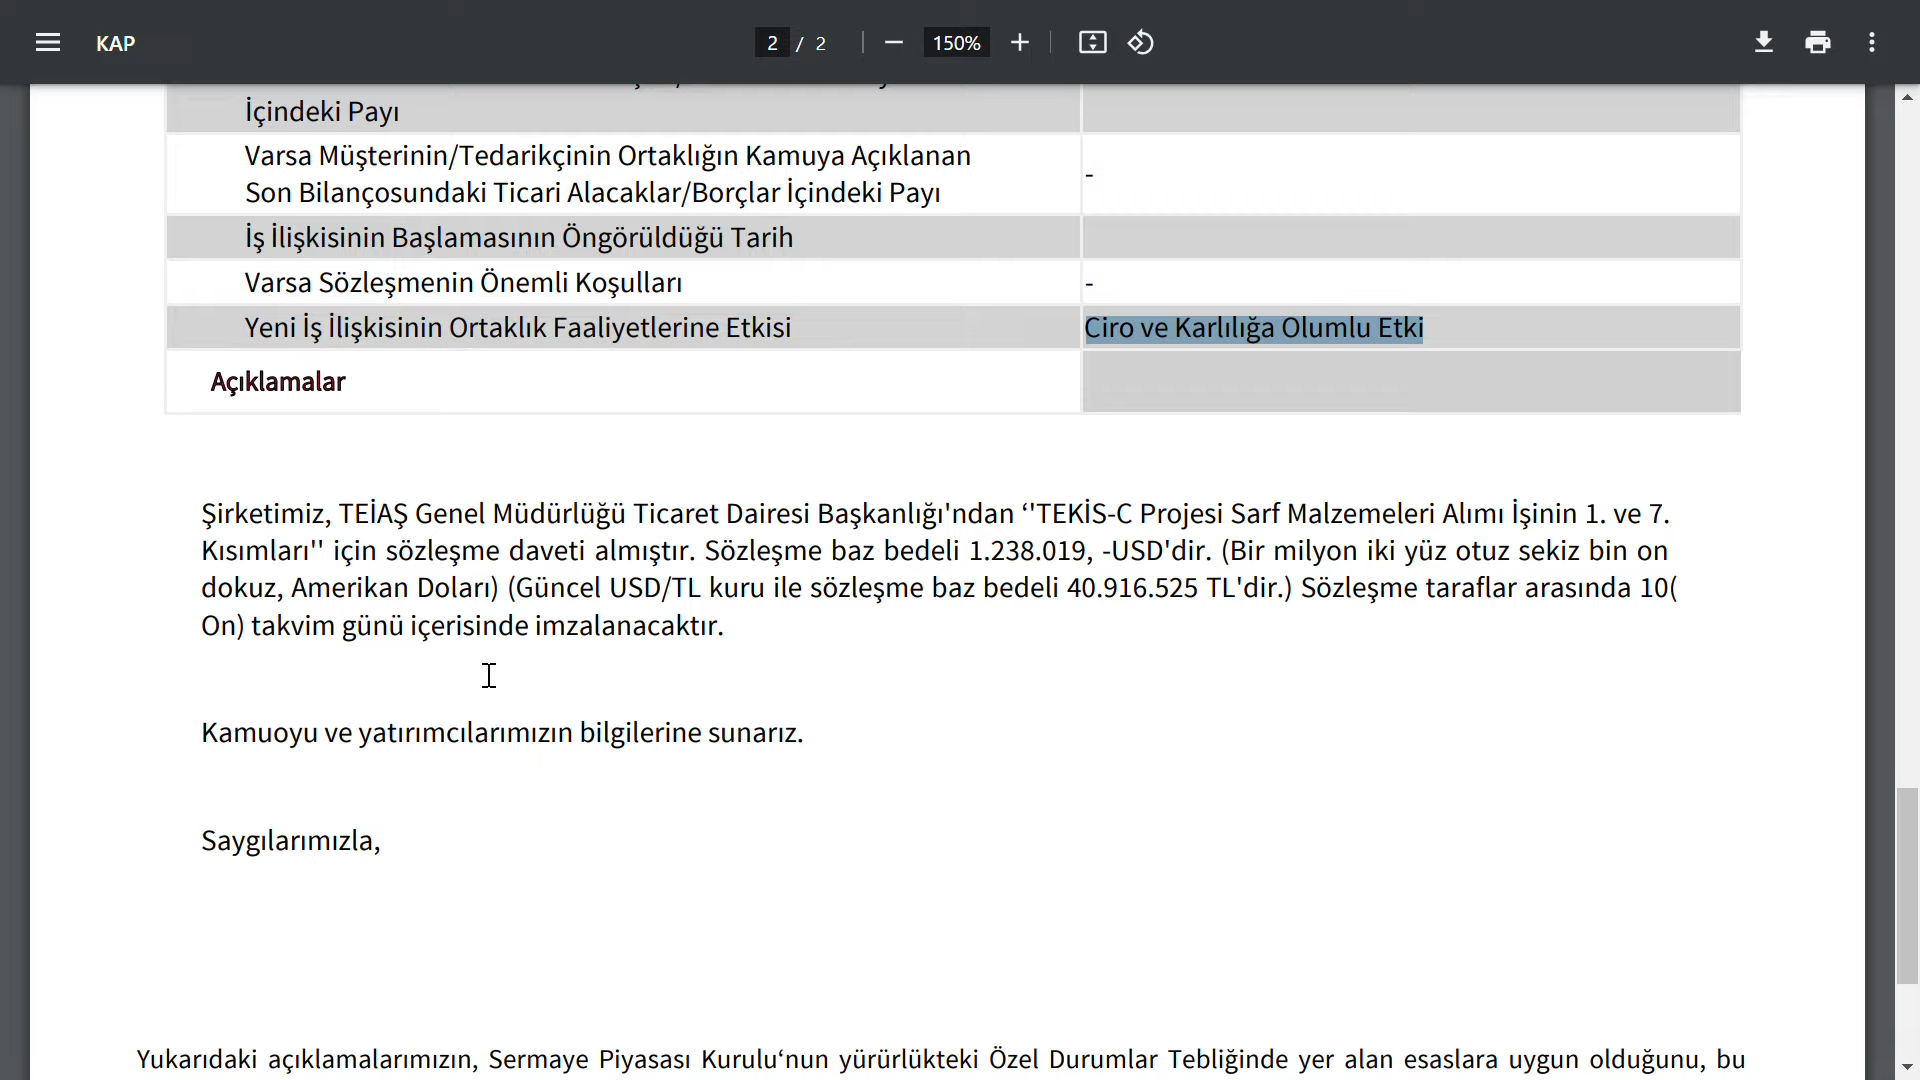 KAP
2 / 2
150%
İçindeki Payı
Varsa Müşterinin/Tedarikçinin Ortaklığın Kamuya Açıklanan
Son Bilançosundaki Ticari Alacaklar/Borçlar İçindeki Payı
-
İş İlişkisinin Başlamasının Öngörüldüğü Tarih
Varsa Sözleşmenin Önemli Koşulları
-
Yeni İş İlişkisinin Ortaklık Faaliyetlerine Etkisi
Ciro ve Karlılığa Olumlu Etki
Açıklamalar
Şirketimiz, TEİAŞ Genel Müdürlüğü Ticaret Dairesi Başkanlığı'ndan ‘'TEKİS-C Projesi Sarf Malzemeleri Alımı İşinin 1. ve 7.
Kısımları'' için sözleşme daveti almıştır. Sözleşme baz bedeli 1.238.019, -USD'dir. (Bir milyon iki yüz otuz sekiz bin on
dokuz, Amerikan Doları) (Güncel USD/TL kuru ile sözleşme baz bedeli 40.916.525 TL'dir.) Sözleşme taraflar arasında 10(
On) takvim günü içerisinde imzalanacaktır.
Kamuoyu ve yatırımcılarımızın bilgilerine sunarız.
Saygılarımızla,
Yukarıdaki açıklamalarımızın, Sermaye Piyasası Kurulu‘nun yürürlükteki Özel Durumlar Tebliğinde yer alan esaslara uygun olduğunu, bu